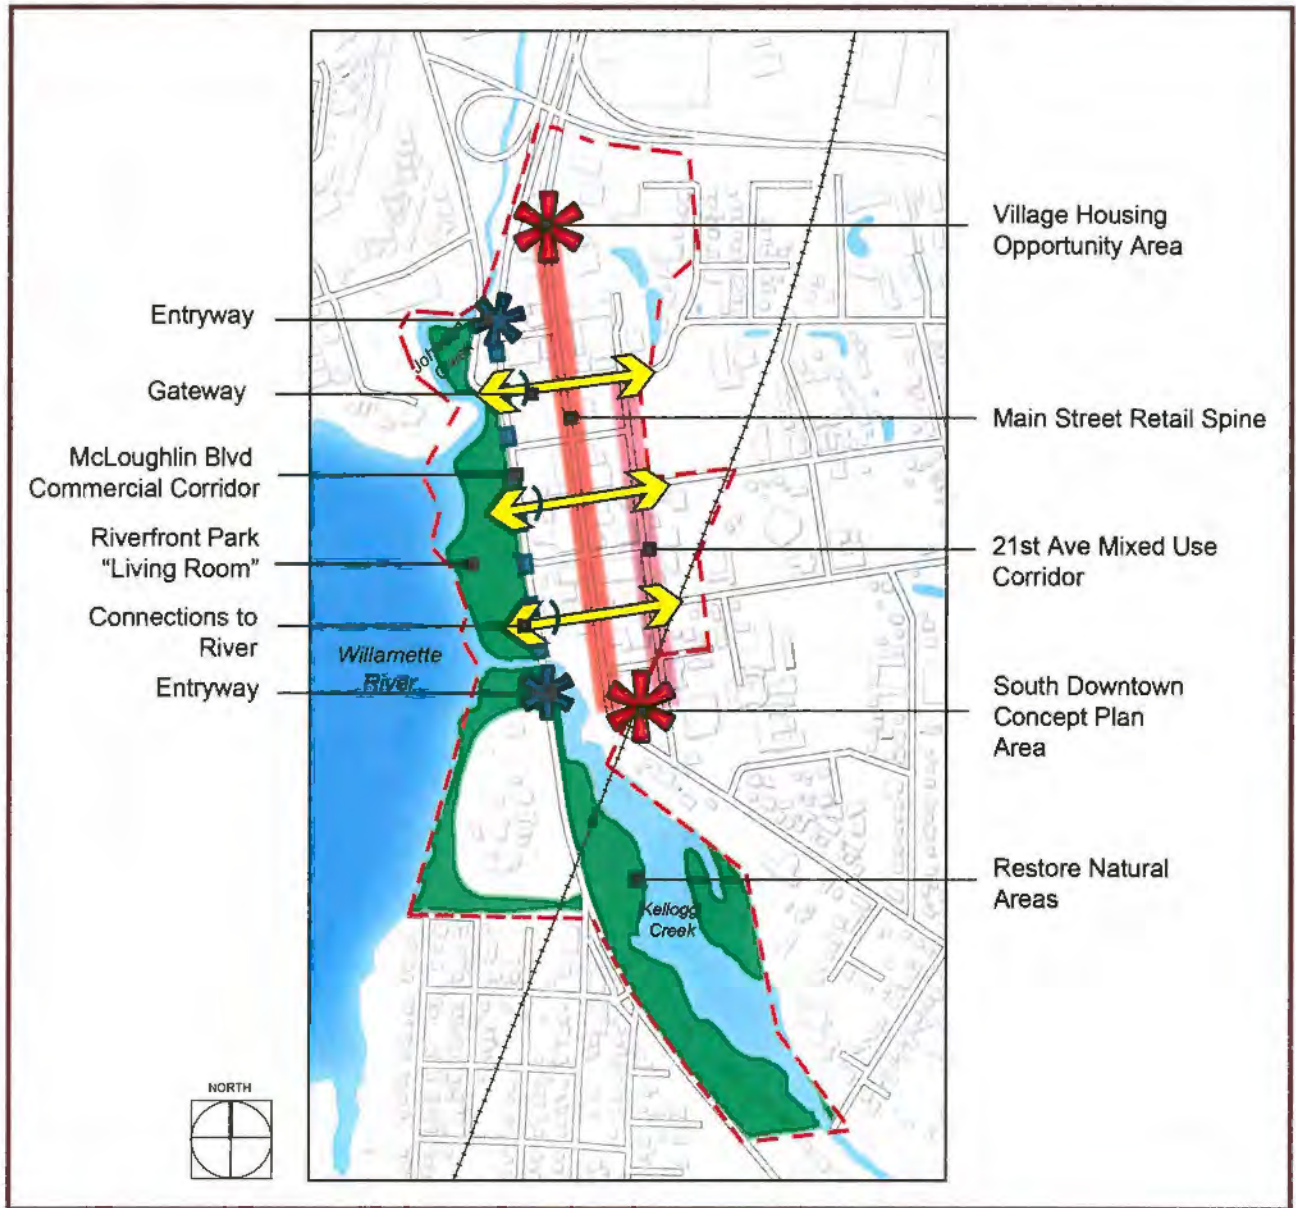 Village Housing
Opportunity Area
Entryway
Johnson
Creek
Gateway
Main Street Retail Spine
McLoughlin Blvd
Commercial Corridor
Riverfront Park
"Living Room"
21st Ave Mixed Use
Corridor
Connections to
River
Willamette
River
Entryway
South Downtown
Concept Plan
Area
Restore Natural
Areas
Kellogg
Creek
NORTH